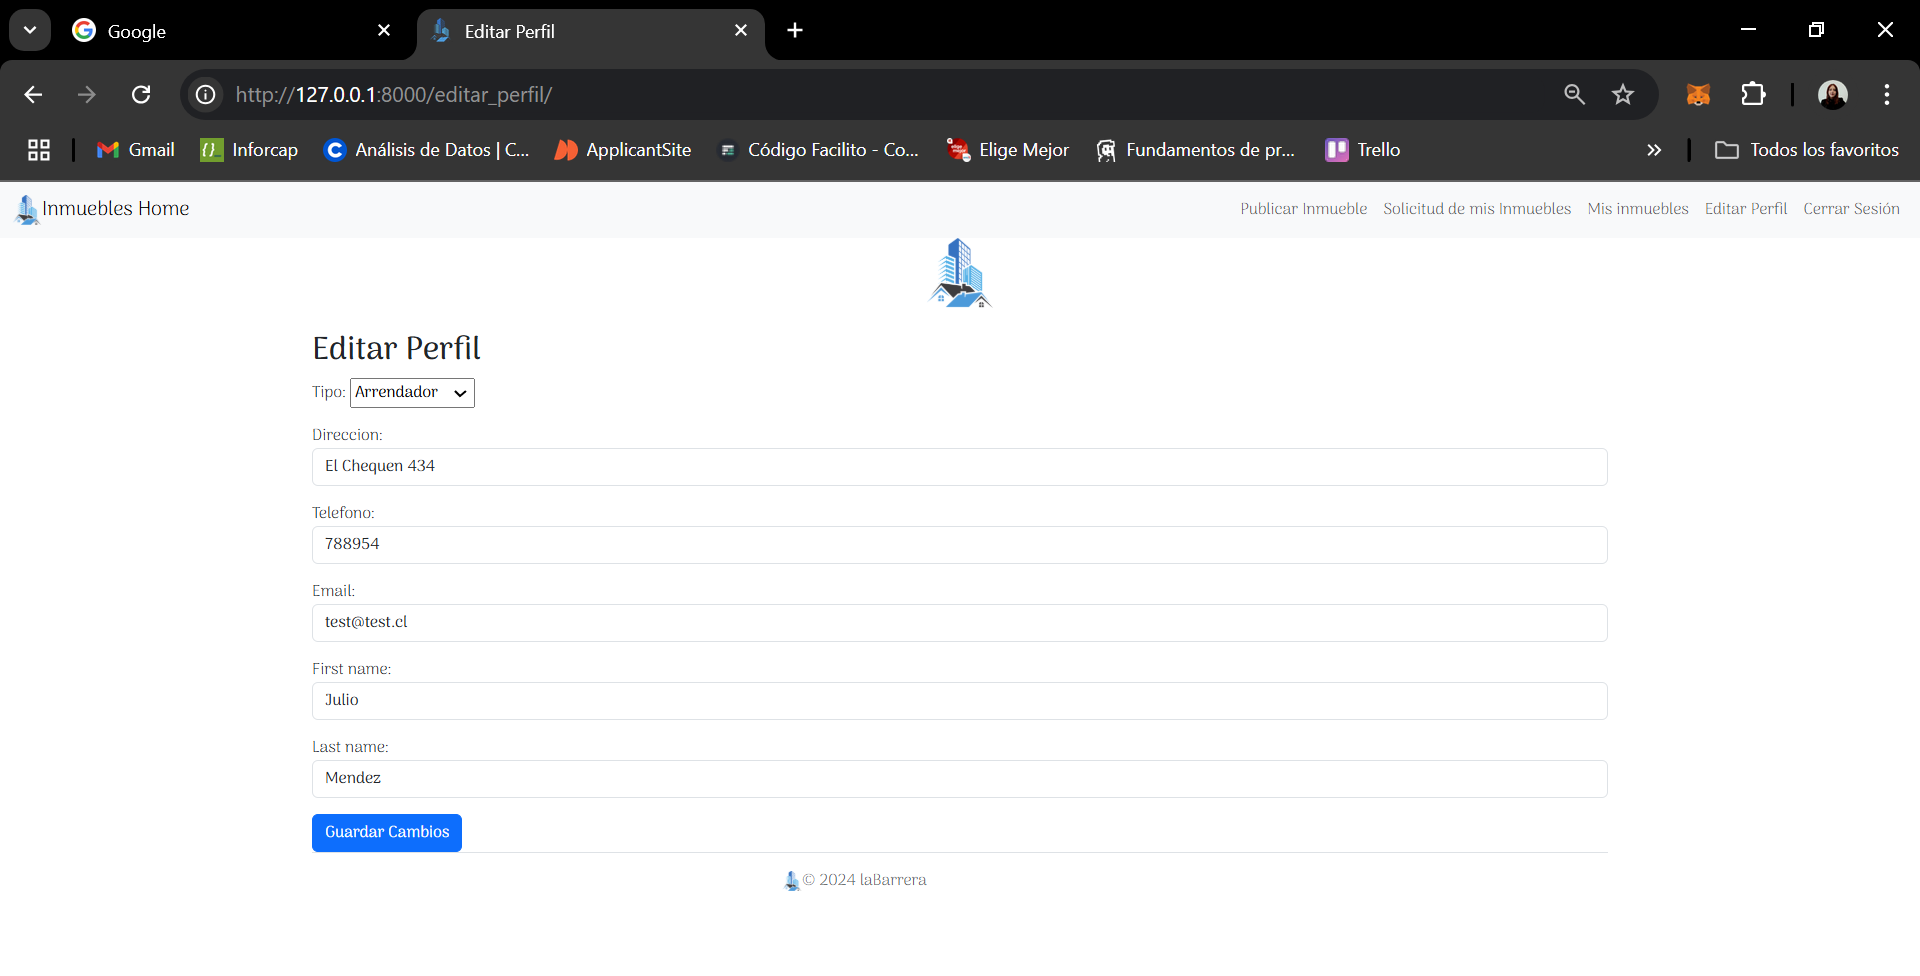 Google
Editar Perfil
http://127.0.0.1:8000/editar_perfil/
Gmail
Inforcap
Análisis de Datos | C...
ApplicantSite
Código Facilito - Co...
Elige Mejor
Fundamentos de pr...
Trello
Todos los favoritos
Inmuebles Home
Publicar Inmueble
Solicitud de mis Inmuebles
Mis inmuebles
Editar Perfil
Cerrar Sesión
Editar Perfil
Tipo: Arrendador
Direccion:
El Chequen 434
Telefono:
788954
Email:
test@test.cl
First name:
Julio
Last name:
Mendez
Guardar Cambios
© 2024 laBarrera